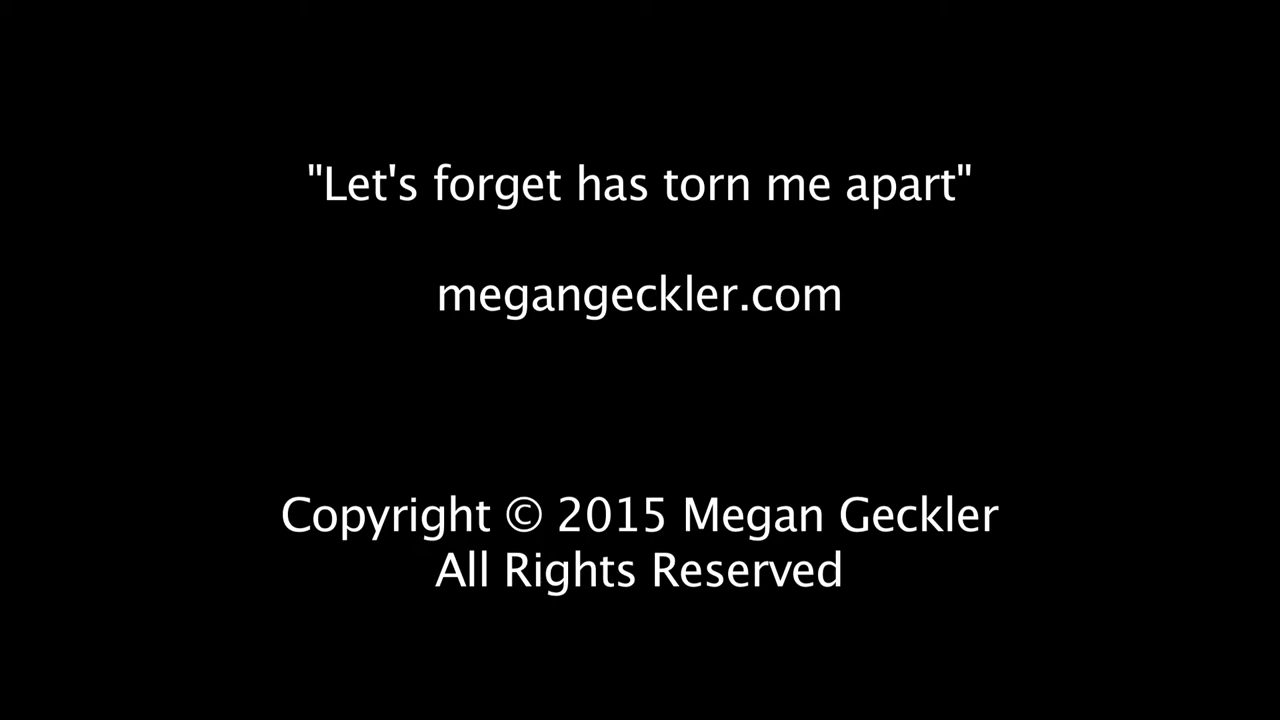 "Let's forget has torn me apart"
megangeckler.com
Copyright © 2015 Megan Geckler
All Rights Reserved